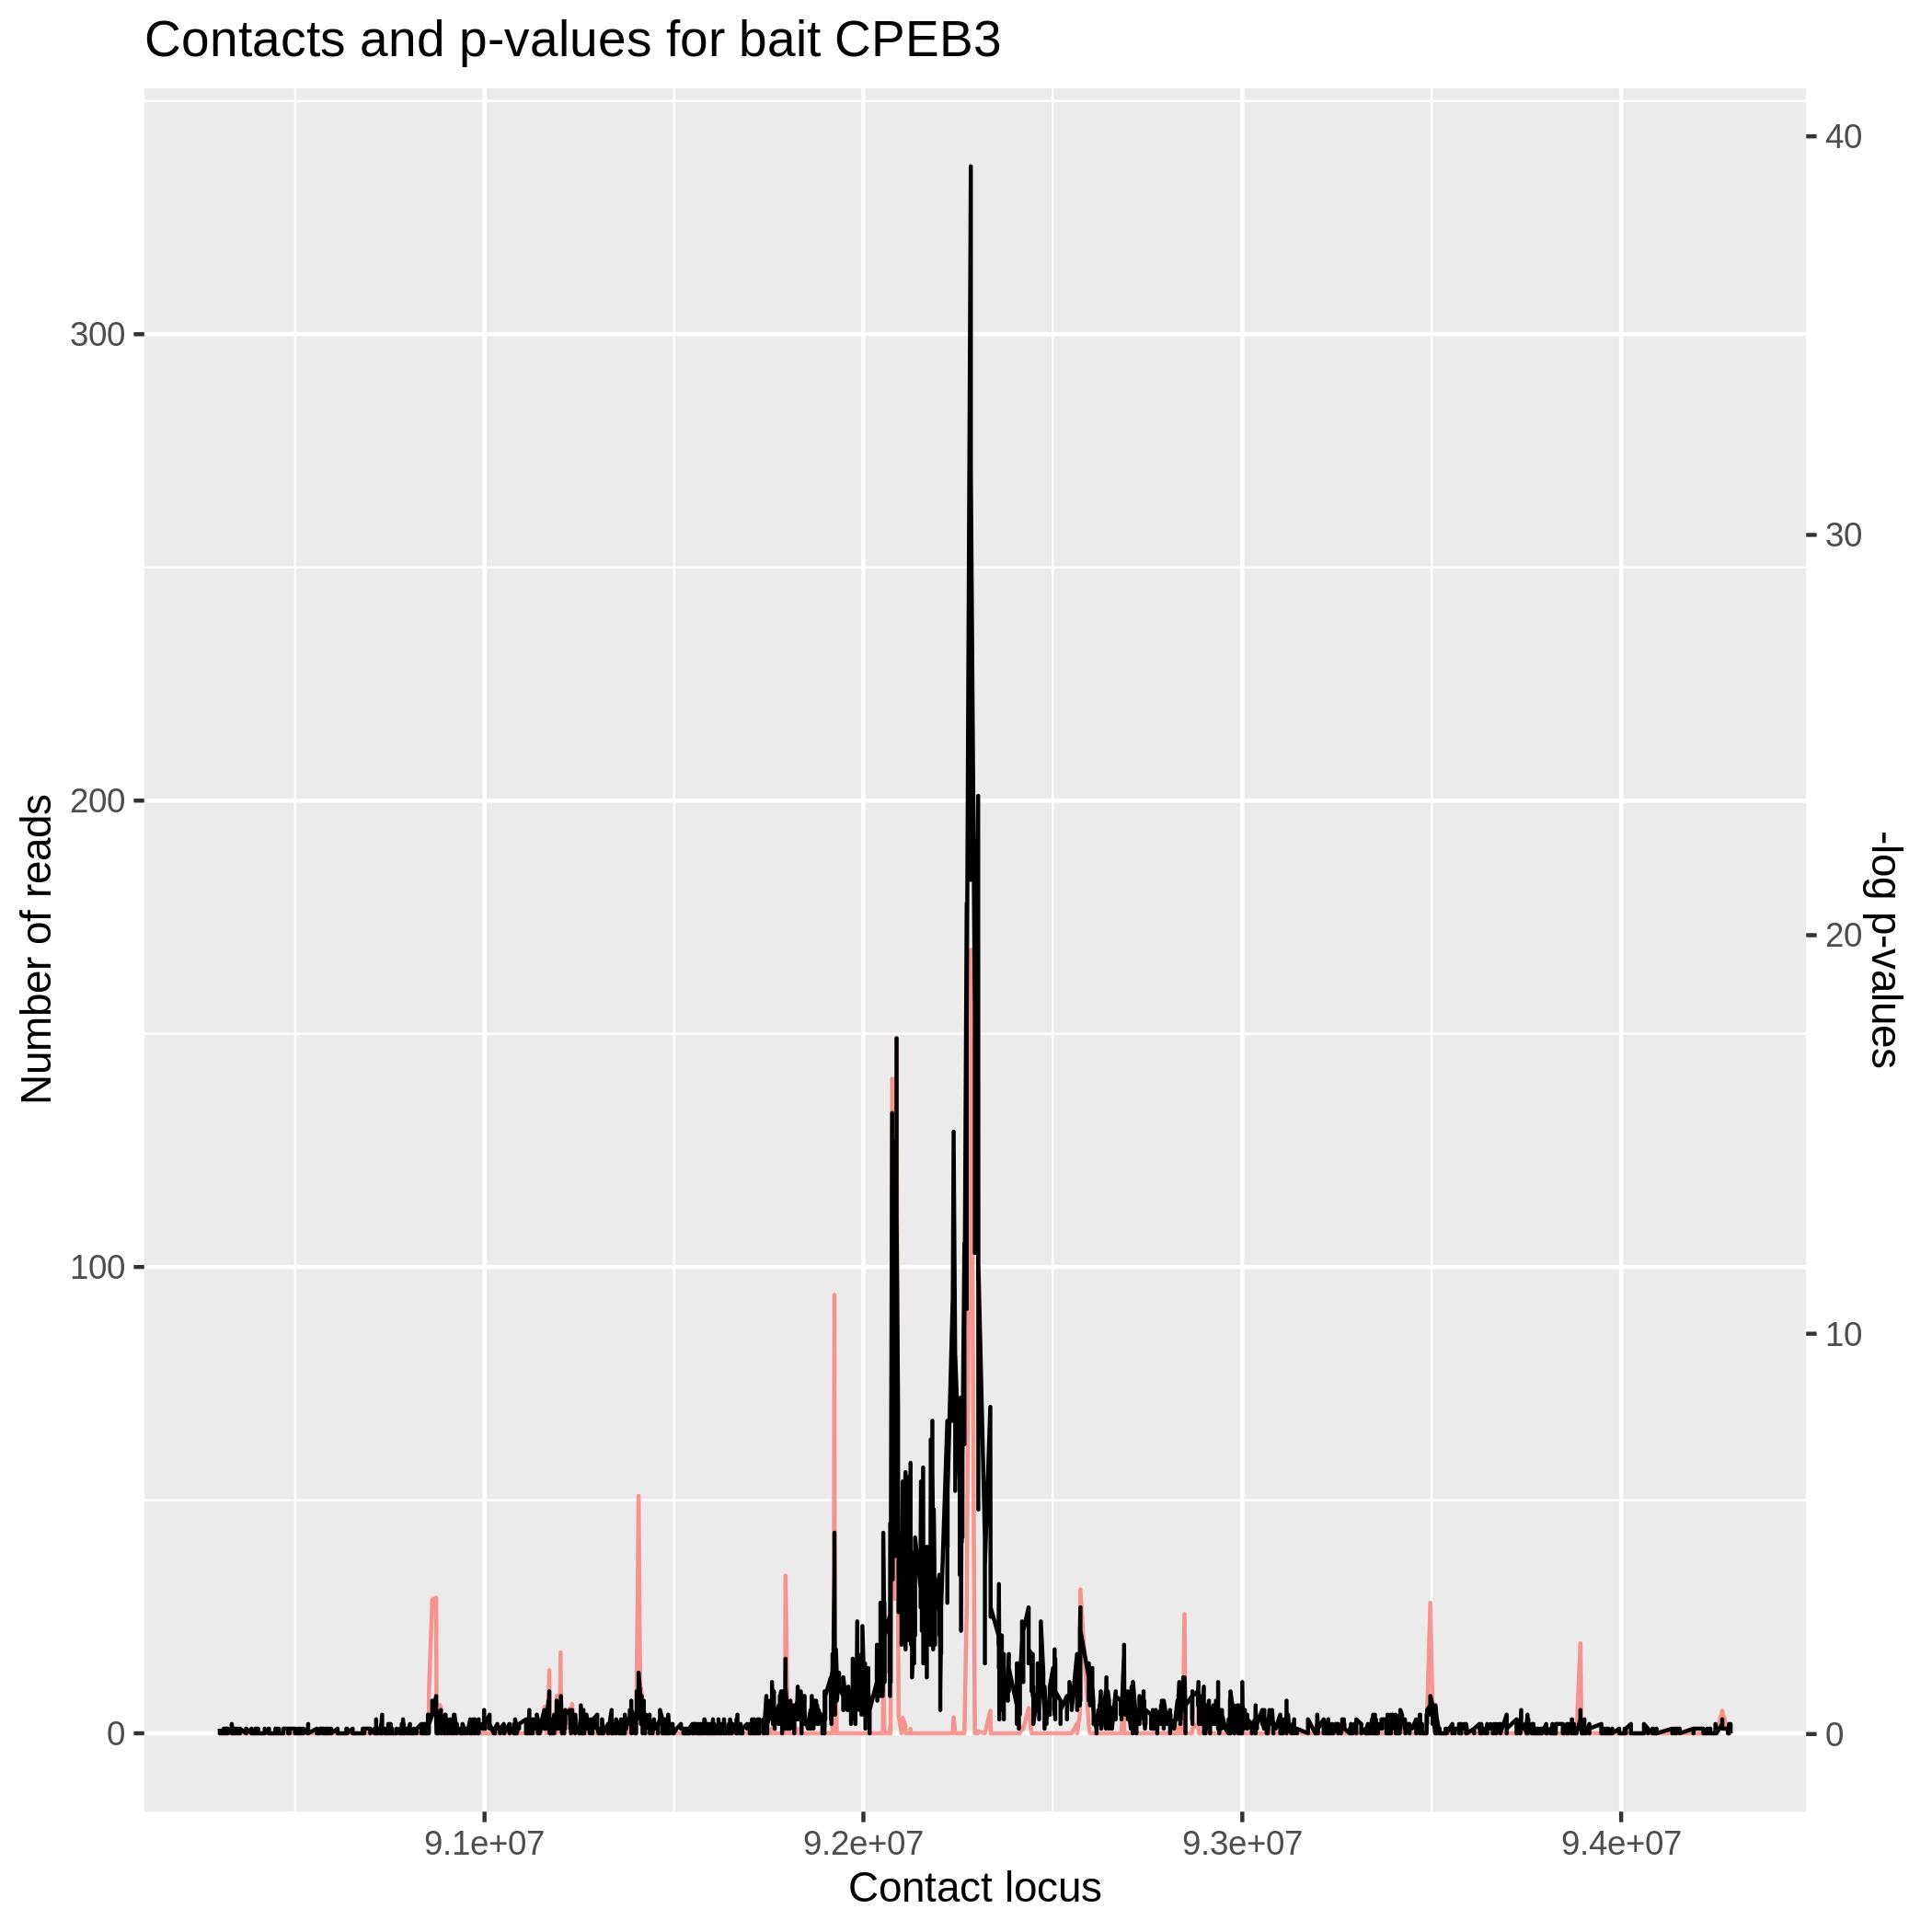 Contacts and p-values for bait CPEB3
Number of reads
300
200
100
0
40
30
20
10
0
-log p-values
9.1e+07
9.2e+07
9.3e+07
9.4e+07
Contact locus